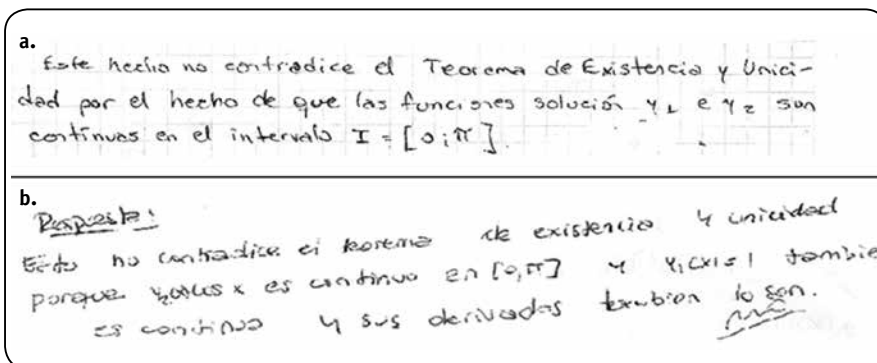 a.
Este hecho no contradice el Teorema de Existencia y Unici-
dad por el hecho de que las funciones solución y₁ e y₂ son
continuas en el intervalo I = [0;π].
b.
Respuesta:
Esto no contradice el teorema de existencia y unicidad
porque cos x es continuo en [0,π] y y₁(x)=1 tambie
es continuo y sus derivadas tambien lo son.